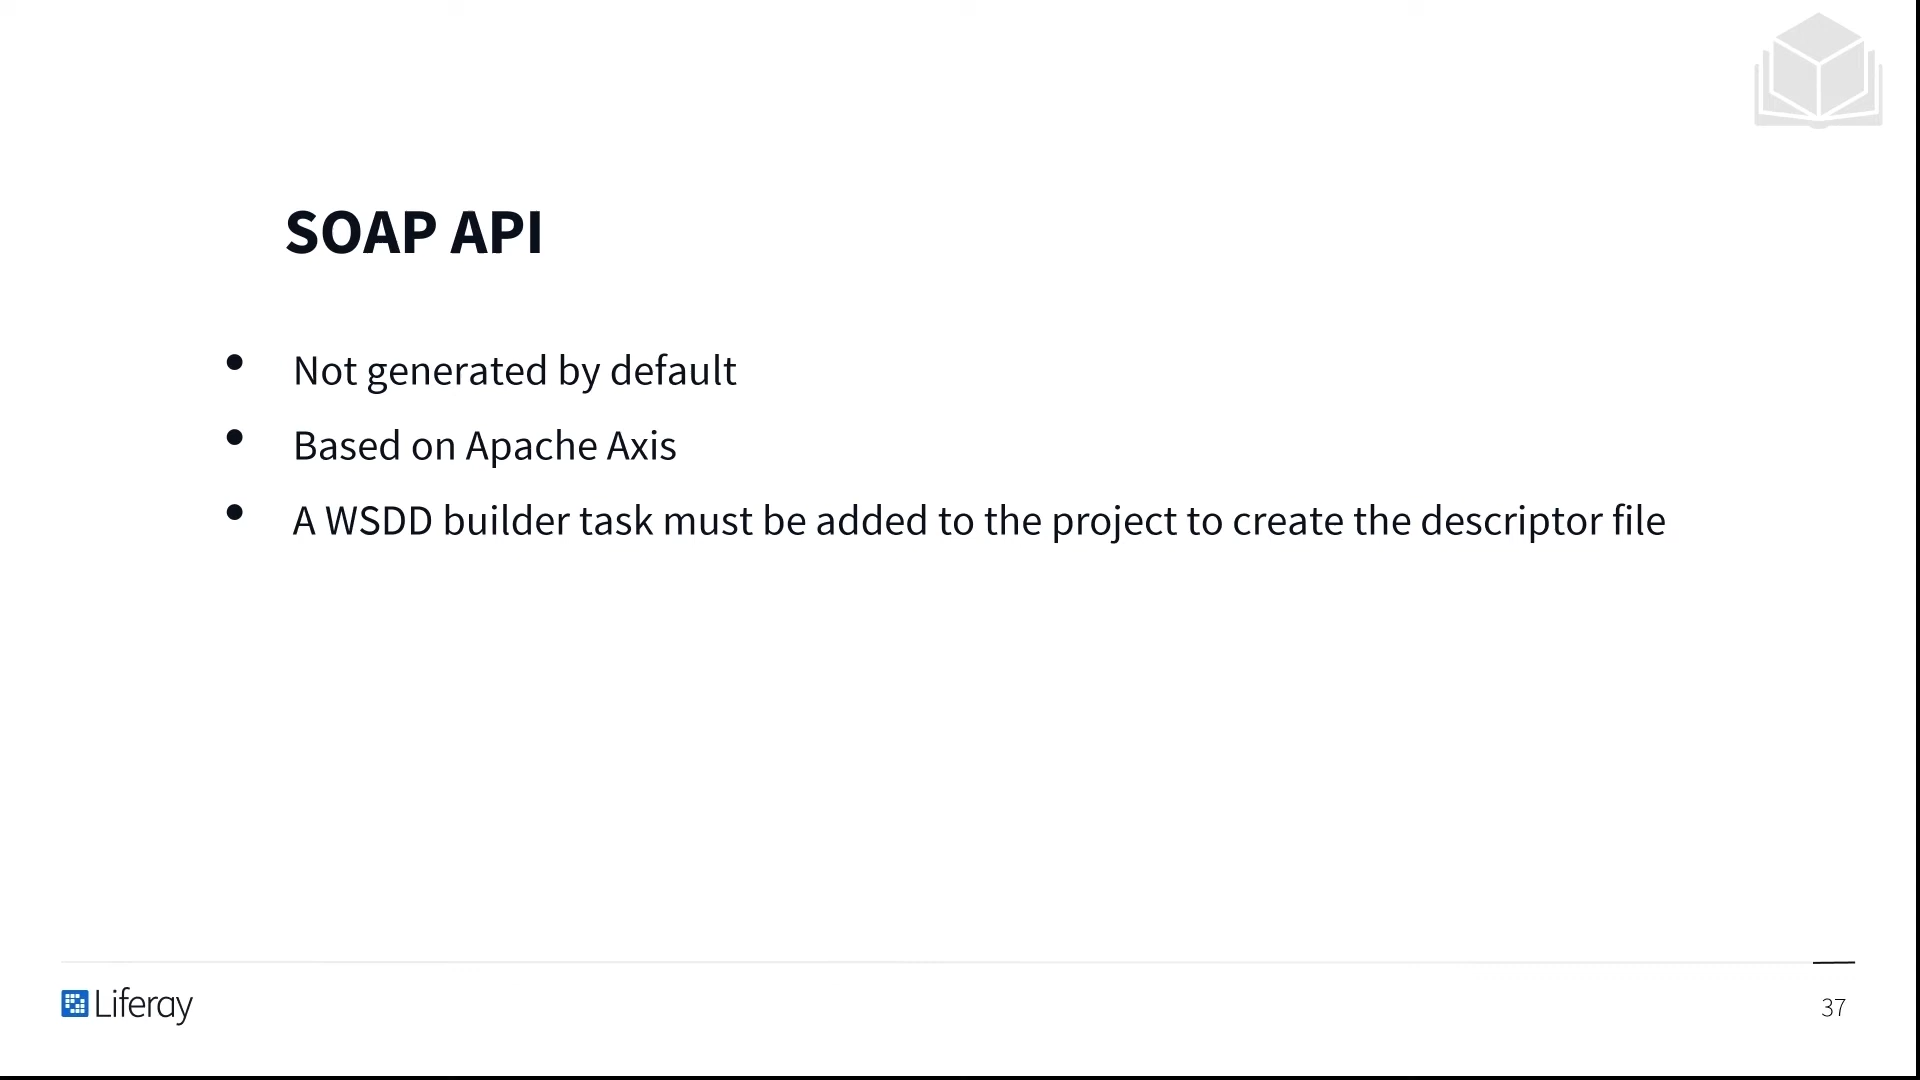 SOAP API
• Not generated by default
• Based on Apache Axis
• A WSDD builder task must be added to the project to create the descriptor file
Liferay
37